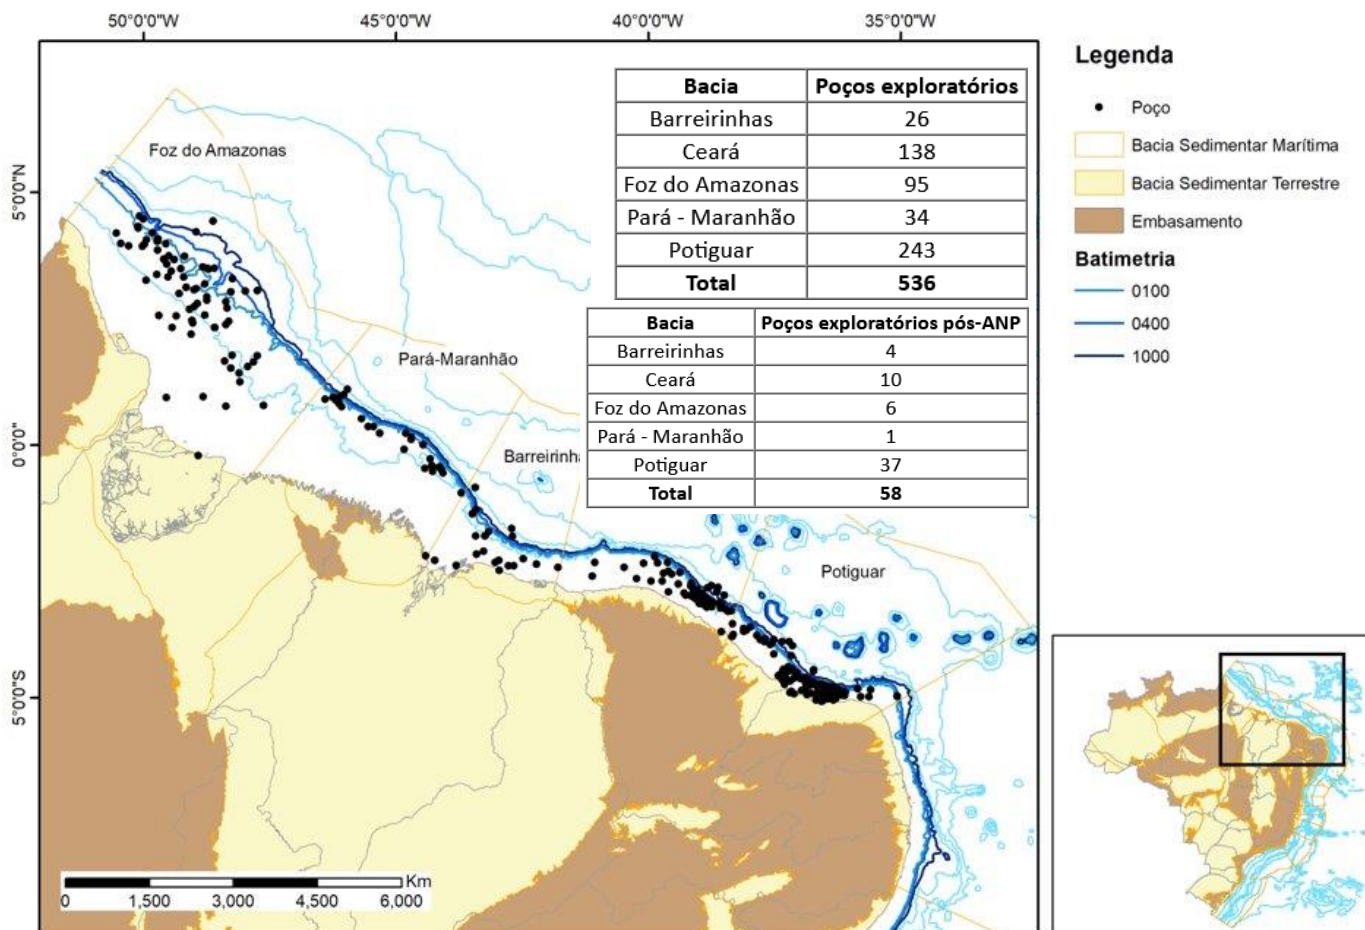 50°0'0"W 45°0'0"W 40°0'0"W 35°0'0"W
5°0'0"N
0°0'0"
5°0'0"S
Foz do Amazonas
Pará-Maranhão
Barreirinh
Potiguar
Bacia Poços exploratórios
Barreirinhas 26
Ceará 138
Foz do Amazonas 95
Pará - Maranhão 34
Potiguar 243
Total 536
Bacia Poços exploratórios pós-ANP
Barreirinhas 4
Ceará 10
Foz do Amazonas 6
Pará - Maranhão 1
Potiguar 37
Total 58
Km
0 1,500 3,000 4,500 6,000
Legenda
Poço
Bacia Sedimentar Marítima
Bacia Sedimentar Terrestre
Embasamento
Batimetria
0100
0400
1000